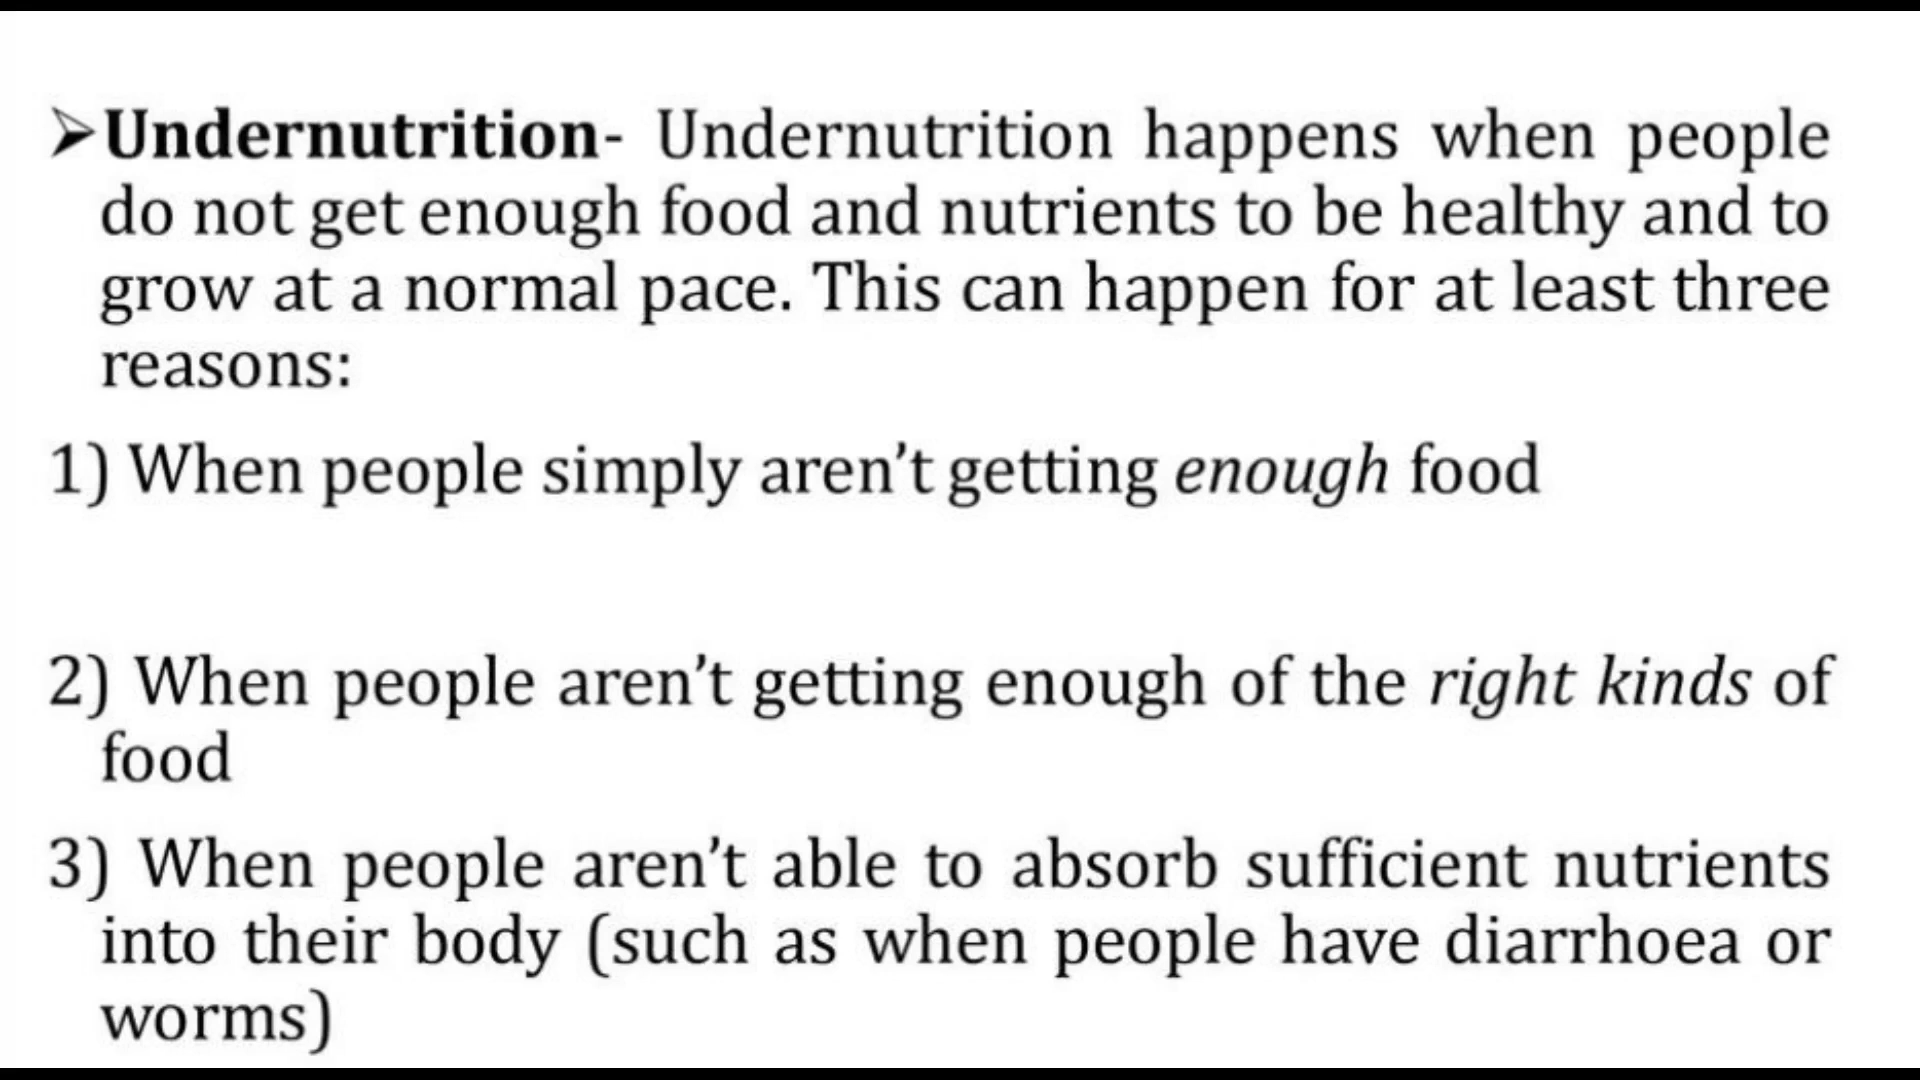 ➢Undernutrition- Undernutrition happens when people
do not get enough food and nutrients to be healthy and to
grow at a normal pace. This can happen for at least three
reasons:
1) When people simply aren’t getting enough food
2) When people aren’t getting enough of the right kinds of
food
3) When people aren’t able to absorb sufficient nutrients
into their body (such as when people have diarrhoea or
worms)